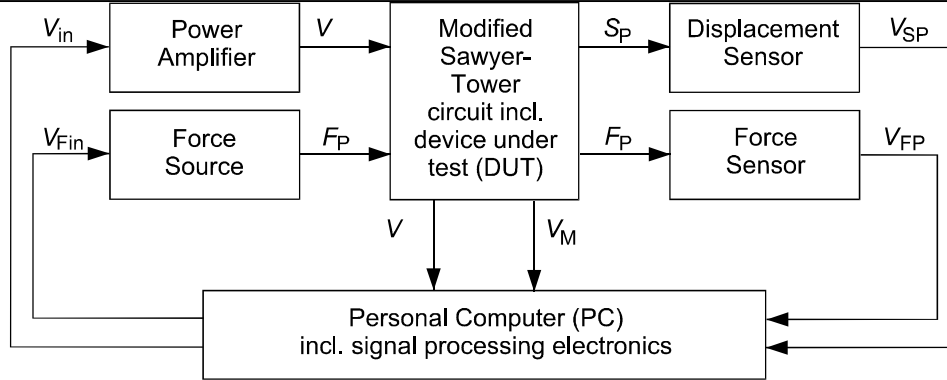 V_in
Power
Amplifier
V
Modified
Sawyer-
Tower
circuit incl.
device under
test (DUT)
S_P
Displacement
Sensor
V_SP
V_Fin
Force
Source
F_P
F_P
Force
Sensor
V_FP
V
V_M
Personal Computer (PC)
incl. signal processing electronics